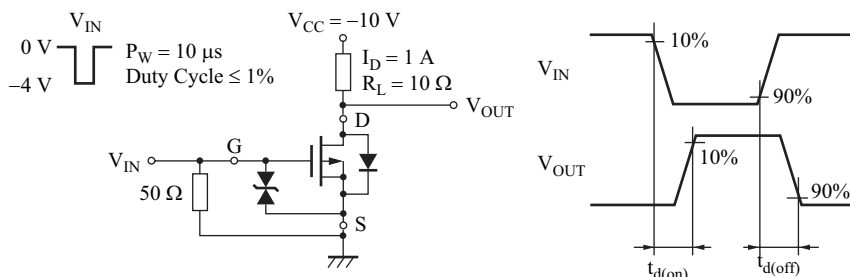 V_IN
0 V
−4 V
P_W = 10 μs
Duty Cycle ≤ 1%
V_CC = −10 V
I_D = 1 A
R_L = 10 Ω
V_OUT
D
G
V_IN
50 Ω
S
V_IN
10%
90%
V_OUT
10%
90%
t_d(on)
t_d(off)